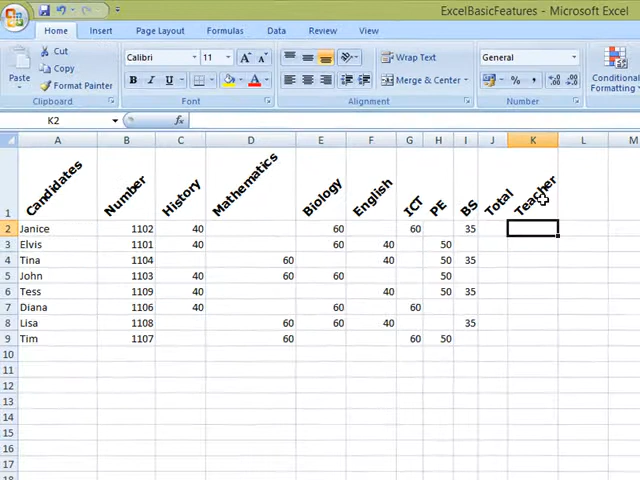 ExcelBasicFeatures - Microsoft Excel
Home Insert Page Layout Formulas Data Review View
Cut
Copy
Format Painter
Paste
Calibri 11 A A
B I U A
Wrap Text
Merge & Center
General
% ,
Conditional
Formatting
Clipboard Font Alignment Number
K2 fx
A B C D E F G H I J K L M
1 Candidates Number History Mathematics Biology English ICT PE BS Total Teacher
2 Janice 1102 40 60 60 35
3 Elvis 1101 40 60 40 50
4 Tina 1104 60 40 50 35
5 John 1103 40 60 60 50
6 Tess 1109 40 40 50 35
7 Diana 1106 40 60 60
8 Lisa 1108 60 60 40 35
9 Tim 1107 60 60 50
10
11
12
13
14
15
16
17
18